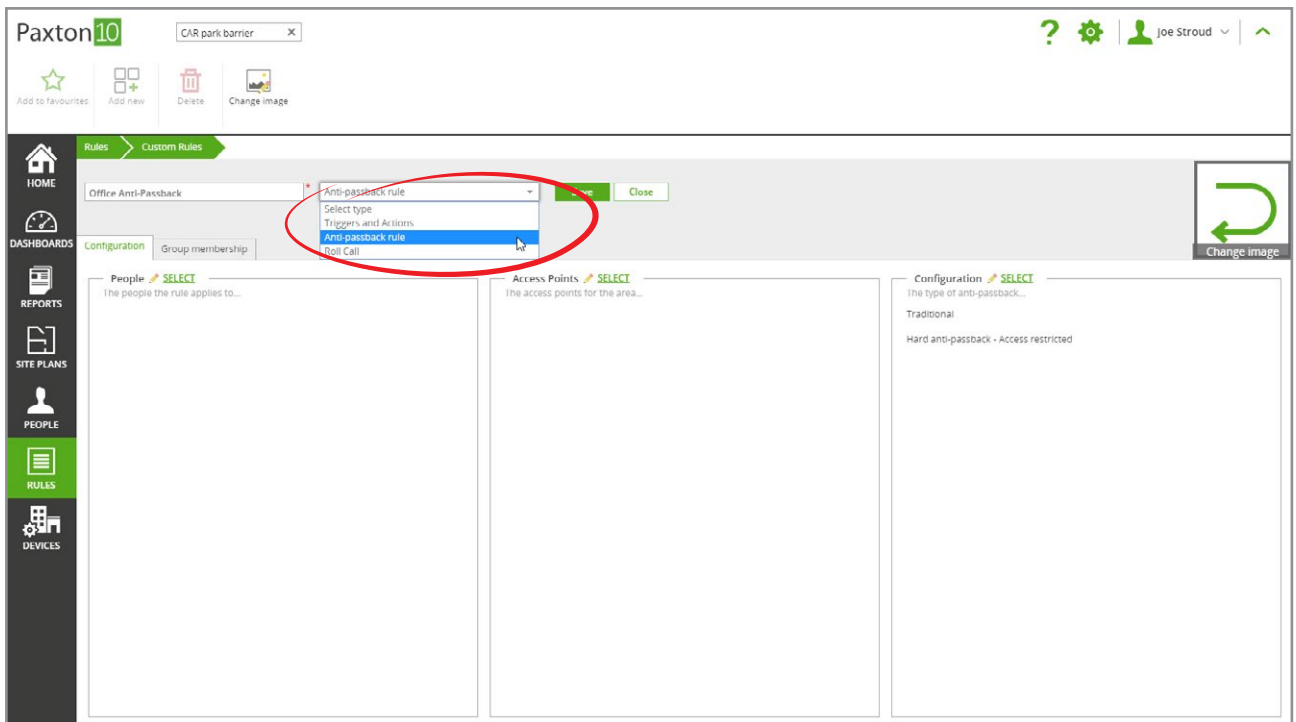 Paxton 10
CAR park barrier X
? Joe Stroud
Add to favourites Add new Delete Change image
Rules Custom Rules
HOME
DASHBOARDS
REPORTS
SITE PLANS
PEOPLE
RULES
DEVICES
Office Anti-Passback * Anti-passback rule Save Close
Select type
Triggers and Actions
Anti-passback rule
Roll Call
Change image
Configuration Group membership
People SELECT
The people the rule applies to...
Access Points SELECT
The access points for the area...
Configuration SELECT
The type of anti-passback...
Traditional
Hard anti-passback - Access restricted